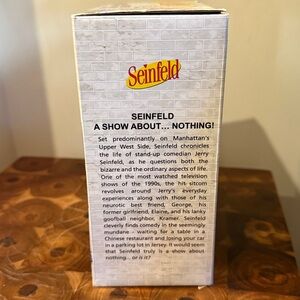 Seinfeld
SEINFELD
A SHOW ABOUT... NOTHING!
Set predominantly on Manhattan's
Upper West Side, Seinfeld chronicles
the life of stand-up comedian Jerry
Seinfeld, as he questions both the
bizarre and the ordinary aspects of life.
One of the most watched television
shows of the 1990s, the hit sitcom
revolves around Jerry's everyday
experiences along with those of his
neurotic best friend, George, his
former girlfriend, Elaine, and his lanky
goofball neighbor, Kramer. Seinfeld
cleverly finds comedy in the seemingly
mundane - waiting for a table in a
Chinese restaurant and losing your car
in a parking lot in Jersey. It would seem
that Seinfeld truly is a show about
nothing... or is it?